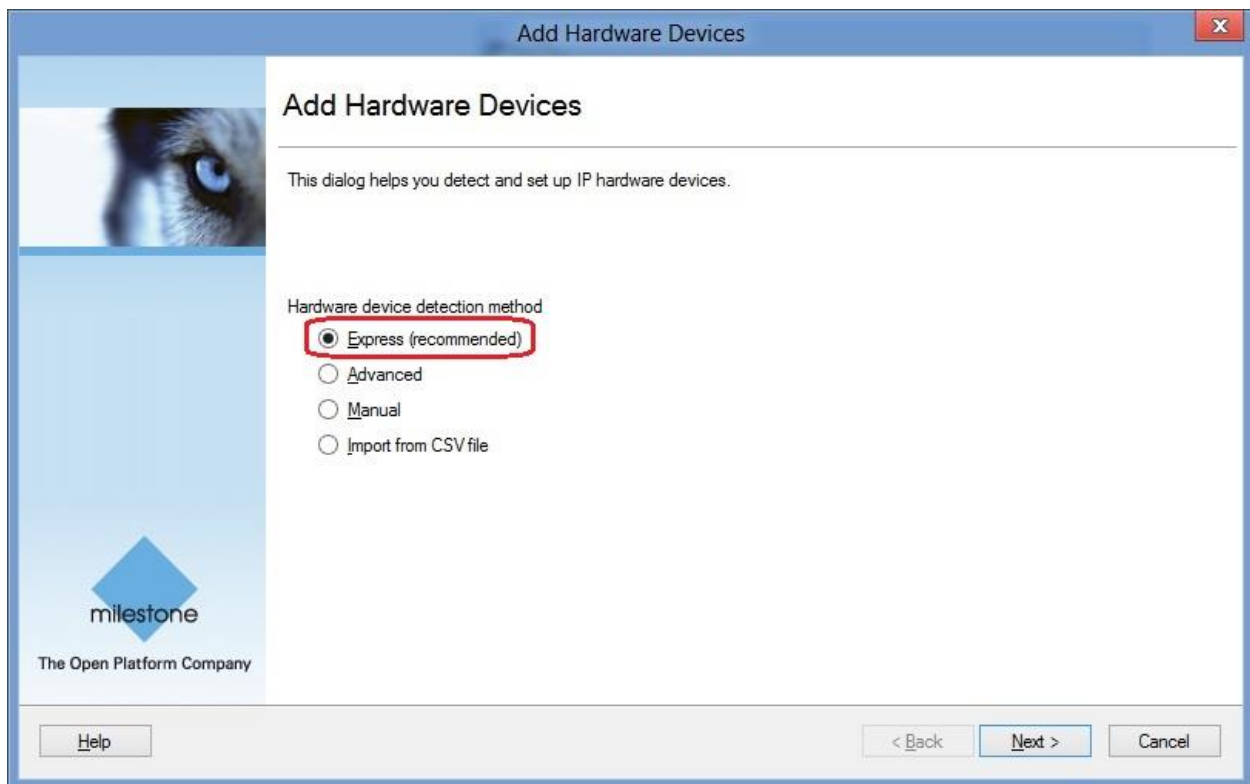 Add Hardware Devices
x
Add Hardware Devices
This dialog helps you detect and set up IP hardware devices.
Hardware device detection method
Express (recommended)
Advanced
Manual
Import from CSV file
milestone
The Open Platform Company
Help
< Back
Next >
Cancel